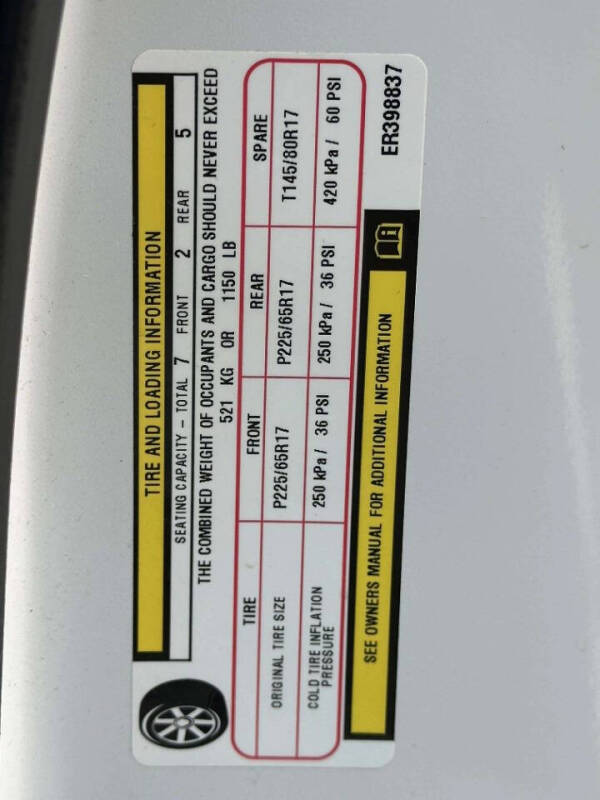 TIRE AND LOADING INFORMATION
SEATING CAPACITY – TOTAL 7 FRONT 2 REAR 5
THE COMBINED WEIGHT OF OCCUPANTS AND CARGO SHOULD NEVER EXCEED
521 KG OR 1150 LB
TIRE FRONT REAR SPARE
ORIGINAL TIRE SIZE P225/65R17 P225/65R17 T145/80R17
COLD TIRE INFLATION
PRESSURE 250 kPa / 36 PSI 250 kPa / 36 PSI 420 kPa / 60 PSI
SEE OWNERS MANUAL FOR ADDITIONAL INFORMATION
ER398837